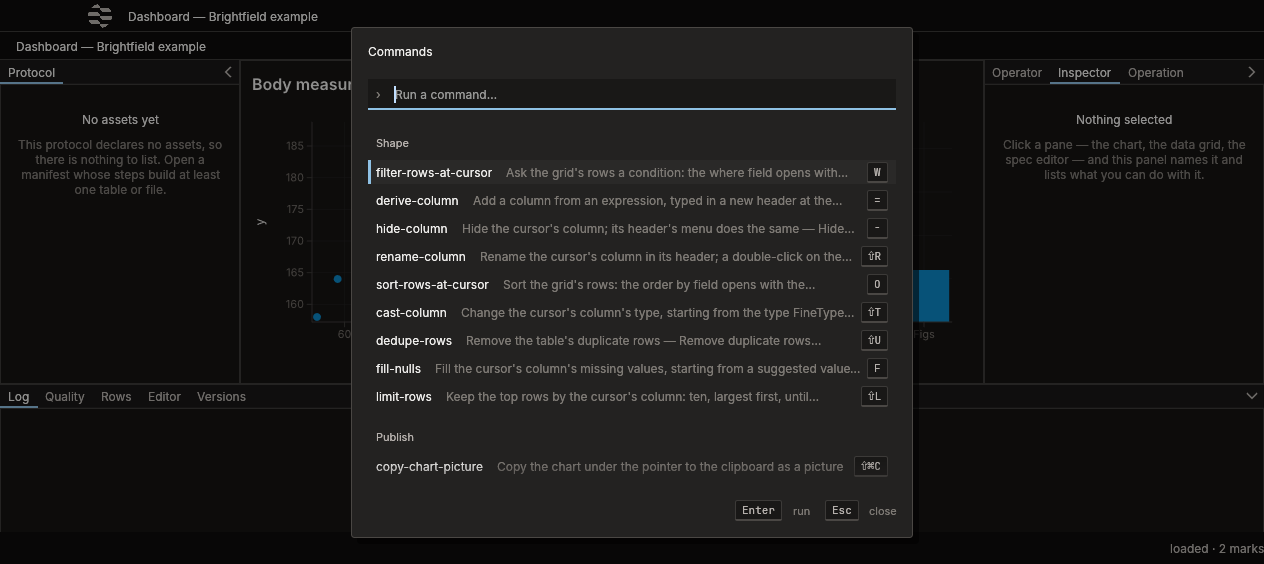 Dashboard — Brightfield example
Dashboard — Brightfield example
Protocol
No assets yet
This protocol declares no assets, so
there is nothing to list. Open a
manifest whose steps build at least
one table or file.
Body measur
185
180
175
170
165
160
y
60
Figs
Commands
› Run a command...
Shape
filter-rows-at-cursor Ask the grid's rows a condition: the where field opens with... W
derive-column Add a column from an expression, typed in a new header at the... =
hide-column Hide the cursor's column; its header's menu does the same — Hide... -
rename-column Rename the cursor's column in its header; a double-click on the... ⇧R
sort-rows-at-cursor Sort the grid's rows: the order by field opens with the... O
cast-column Change the cursor's column's type, starting from the type FineType... ⇧T
dedupe-rows Remove the table's duplicate rows — Remove duplicate rows... ⇧U
fill-nulls Fill the cursor's column's missing values, starting from a suggested value... F
limit-rows Keep the top rows by the cursor's column: ten, largest first, until... ⇧L
Publish
copy-chart-picture Copy the chart under the pointer to the clipboard as a picture ⇧⌘C
Enter run Esc close
Operator Inspector Operation
Nothing selected
Click a pane — the chart, the data grid, the
spec editor — and this panel names it and
lists what you can do with it.
Log Quality Rows Editor Versions
loaded · 2 marks